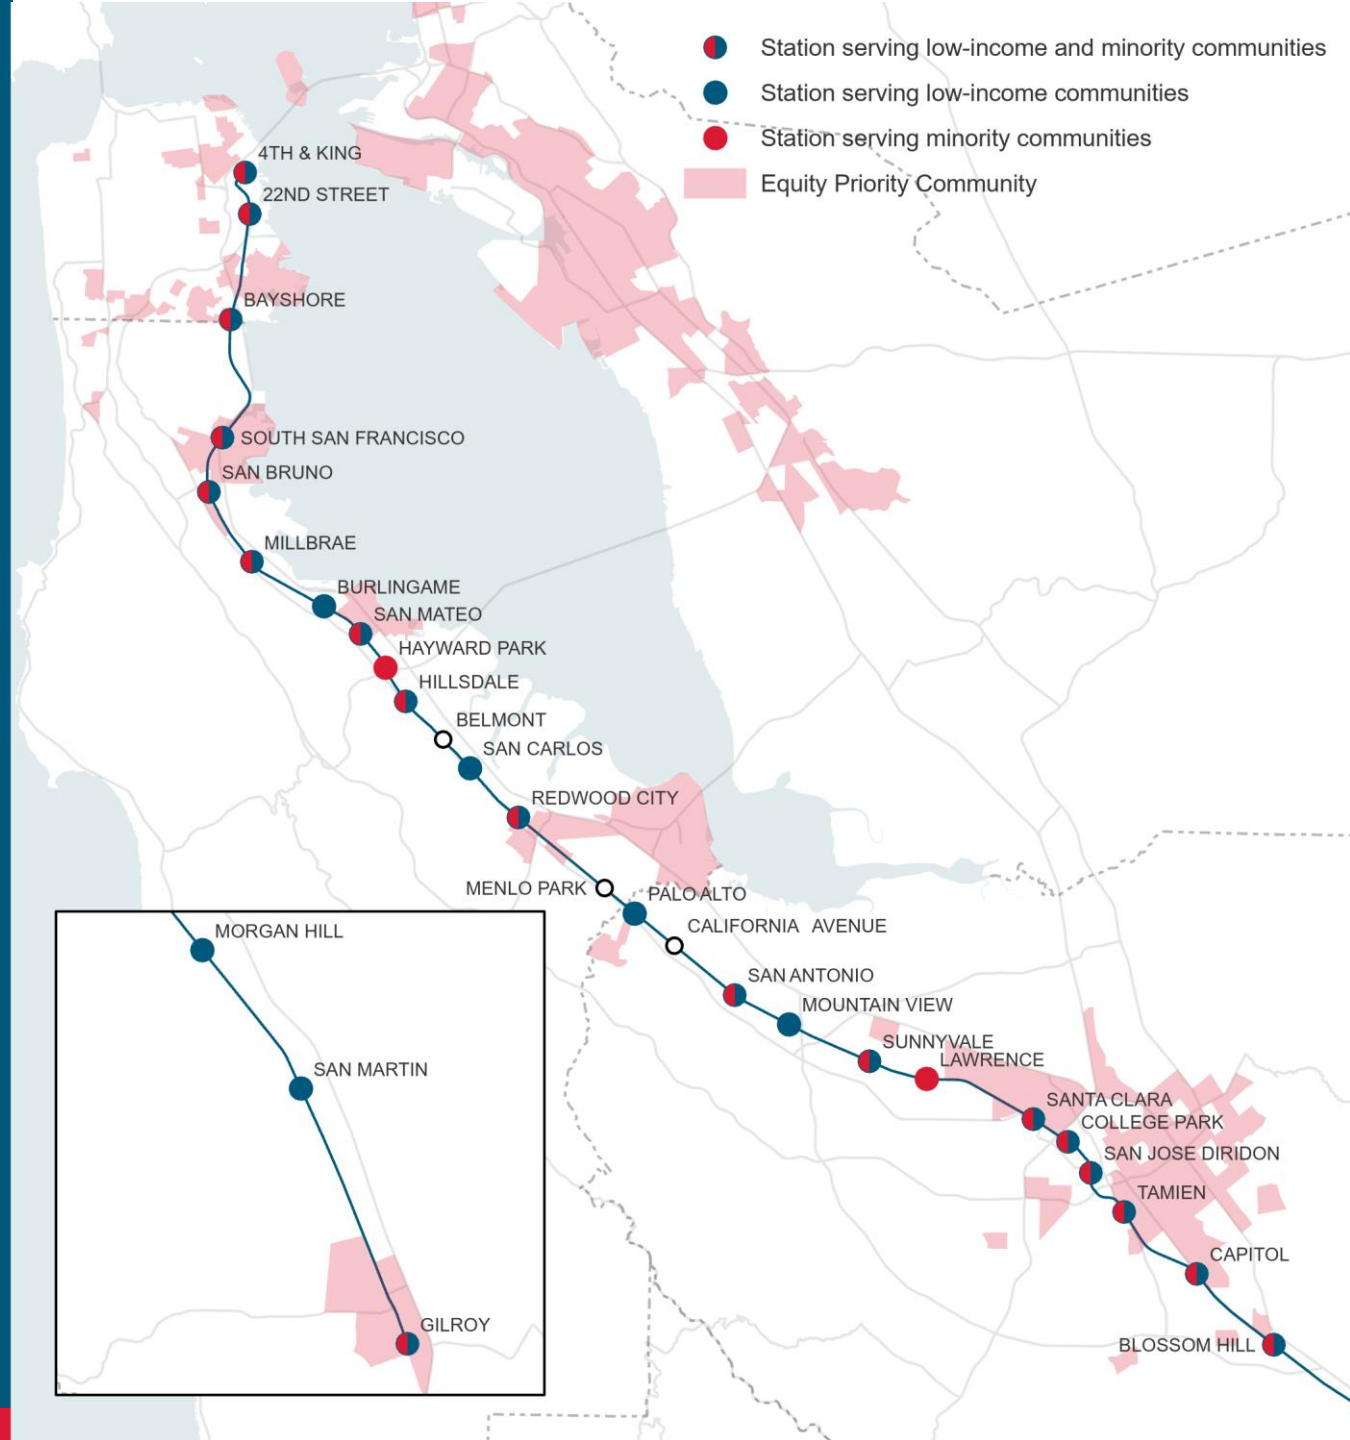 Station serving low-income and minority communities
Station serving low-income communities
Station serving minority communities
Equity Priority Community
4TH & KING
22ND STREET
BAYSHORE
SOUTH SAN FRANCISCO
SAN BRUNO
MILLBRAE
BURLINGAME
SAN MATEO
HAYWARD PARK
HILLSDALE
BELMONT
SAN CARLOS
REDWOOD CITY
MENLO PARK
PALO ALTO
CALIFORNIA AVENUE
SAN ANTONIO
MOUNTAIN VIEW
SUNNYVALE
LAWRENCE
SANTA CLARA
COLLEGE PARK
SAN JOSE DIRIDON
TAMIEN
CAPITOL
BLOSSOM HILL
MORGAN HILL
SAN MARTIN
GILROY